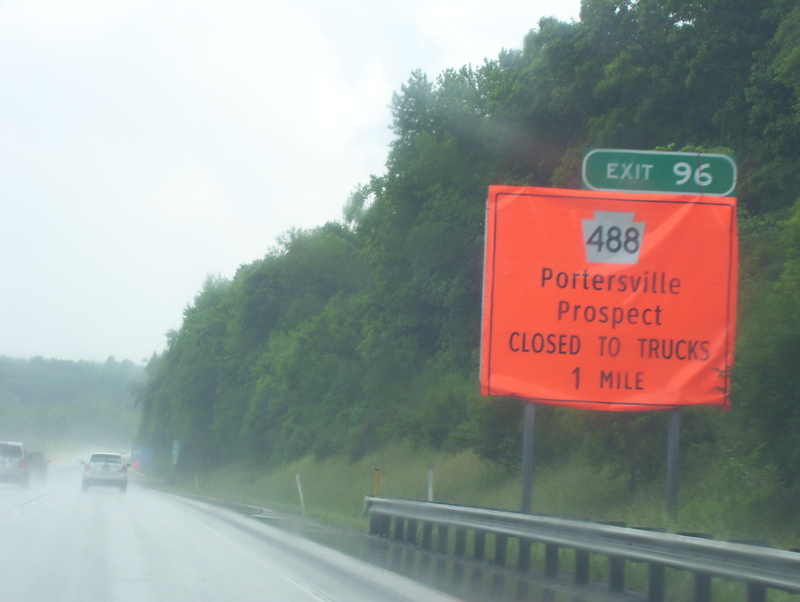 EXIT 96
488
Portersville
Prospect
CLOSED TO TRUCKS
1 MILE